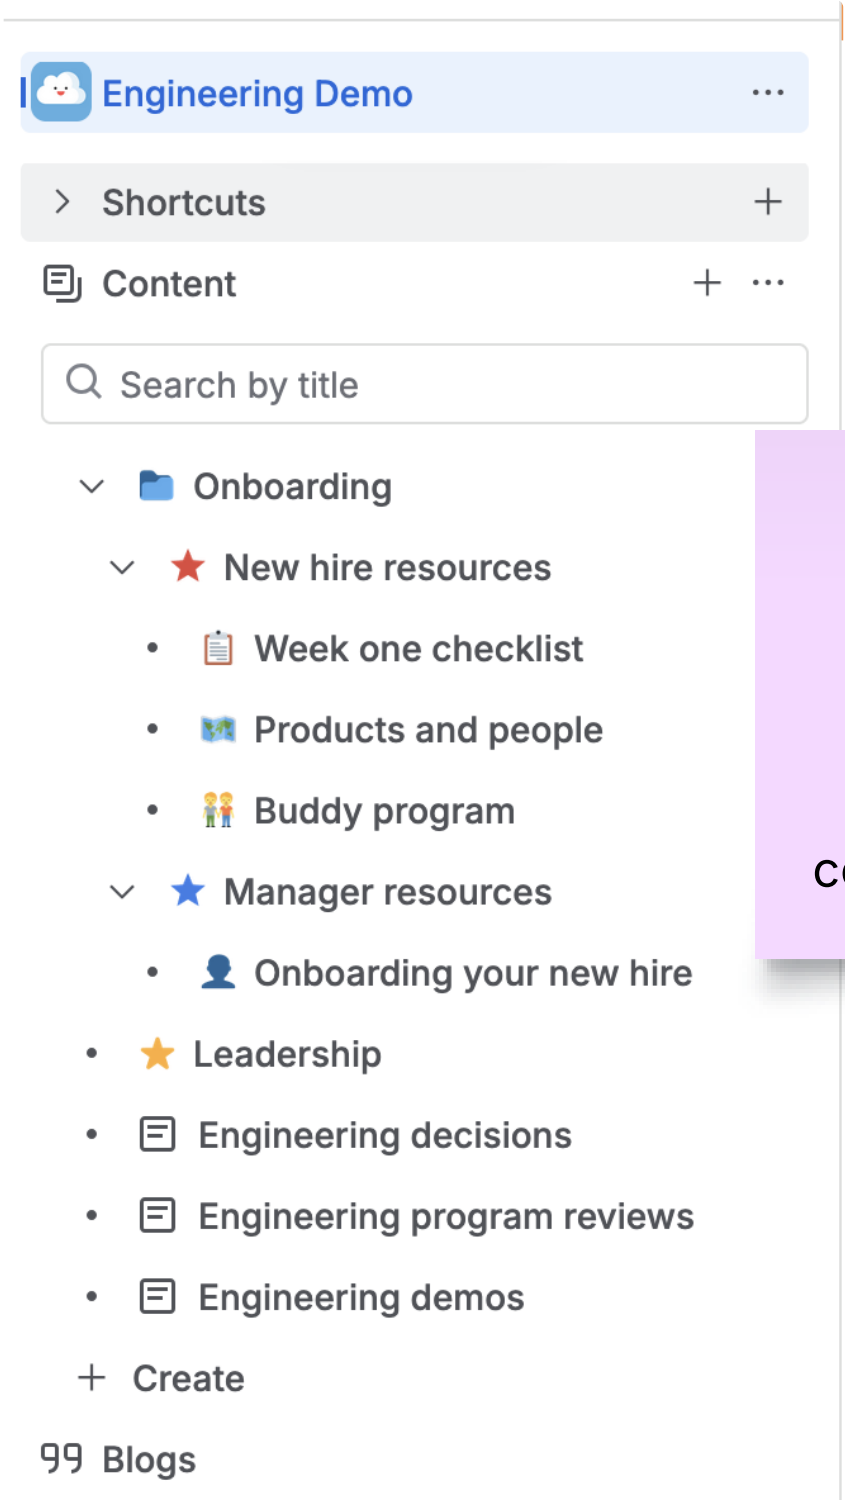 Engineering Demo
Shortcuts
Content
Search by title
Onboarding
New hire resources
Week one checklist
Products and people
Buddy program
Manager resources
Onboarding your new hire
Leadership
Engineering decisions
Engineering program reviews
Engineering demos
Create
Blogs